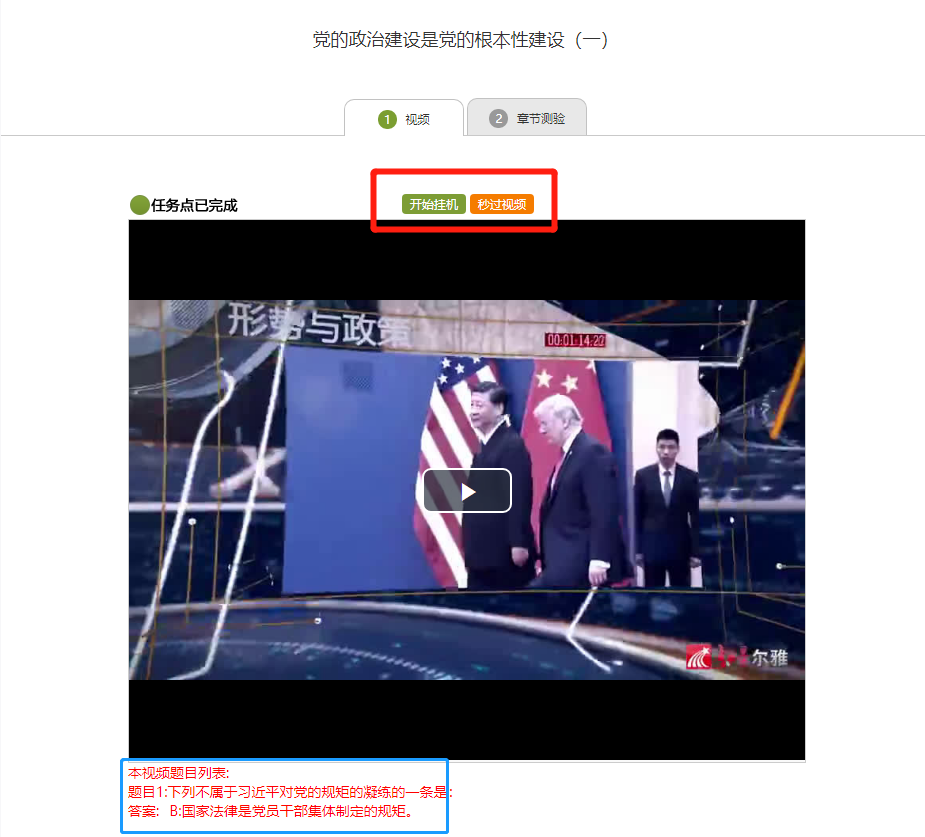 党的政治建设是党的根本性建设（一）
1 视频
2 章节测验
任务点已完成
开始挂机
秒过视频
形势与政策
00:01:14:22
尔雅
本视频题目列表:
题目1:下列不属于习近平对党的规矩的凝练的一条是:
答案: B:国家法律是党员干部集体制定的规矩。